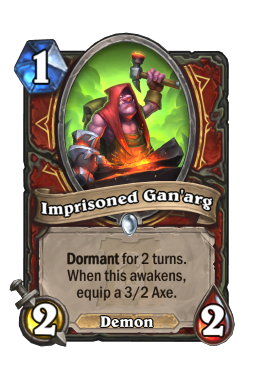 1
Imprisoned Gan'arg
Dormant for 2 turns.
When this awakens,
equip a 3/2 Axe.
2
Demon
2